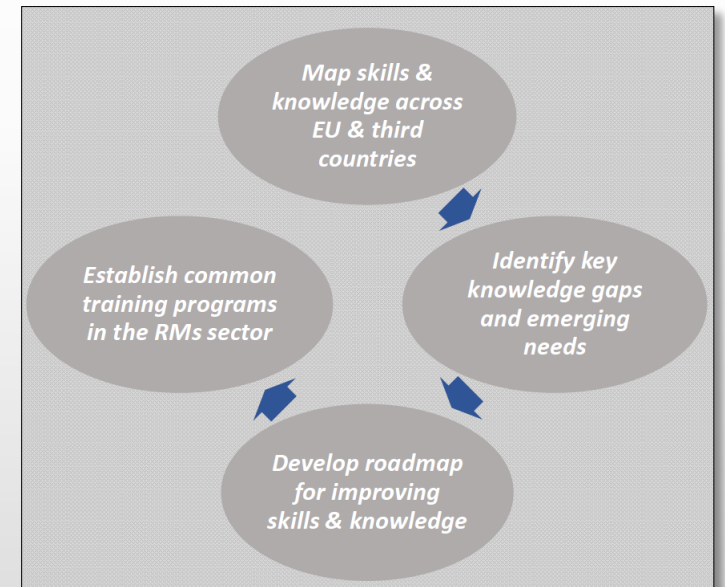 Map skills &
knowledge across
EU & third
countries
Establish common
training programs
in the RMs sector
Identify key
knowledge gaps
and emerging
needs
Develop roadmap
for improving
skills & knowledge